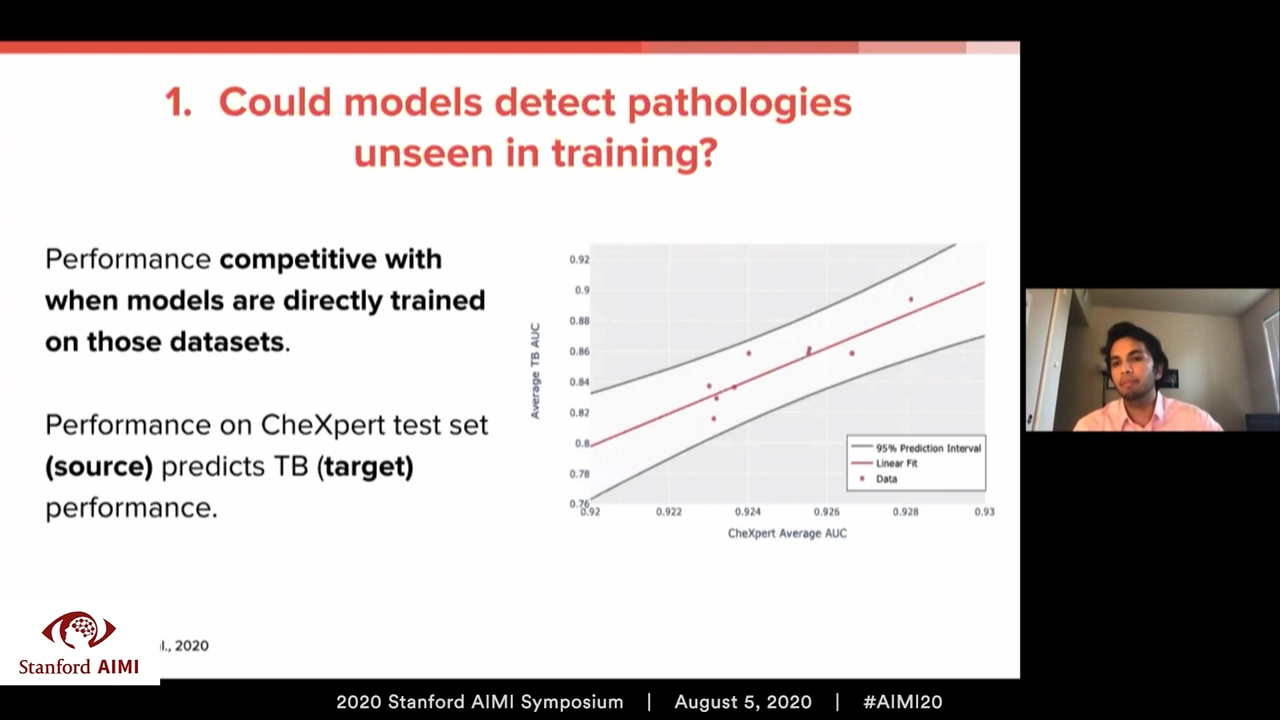 1. Could models detect pathologies
unseen in training?
Performance competitive with
when models are directly trained
on those datasets.
Performance on CheXpert test set
(source) predicts TB (target)
performance.
Average TB AUC
0.92
0.9
0.88
0.86
0.84
0.82
0.8
0.78
0.76
0.92
0.922
0.924
0.926
0.928
0.93
CheXpert Average AUC
95% Prediction Interval
Linear Fit
Data
l., 2020
Stanford AIMI
2020 Stanford AIMI Symposium | August 5, 2020 | #AIMI20